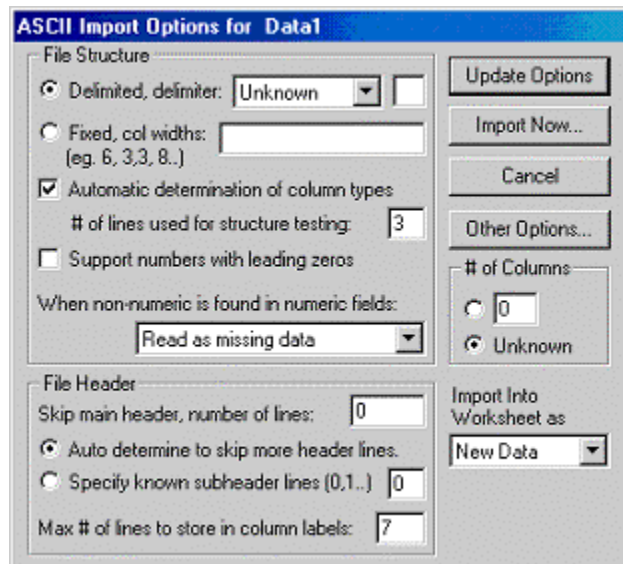 ASCII Import Options for Data1
File Structure
Delimited, delimiter: Unknown
Fixed, col widths:
(eg. 6, 3,3, 8..)
Automatic determination of column types
# of lines used for structure testing: 3
Support numbers with leading zeros
When non-numeric is found in numeric fields:
Read as missing data
File Header
Skip main header, number of lines: 0
Auto determine to skip more header lines.
Specify known subheader lines (0,1..) 0
Max # of lines to store in column labels: 7
Update Options
Import Now...
Cancel
Other Options...
# of Columns
0
Unknown
Import Into
Worksheet as
New Data